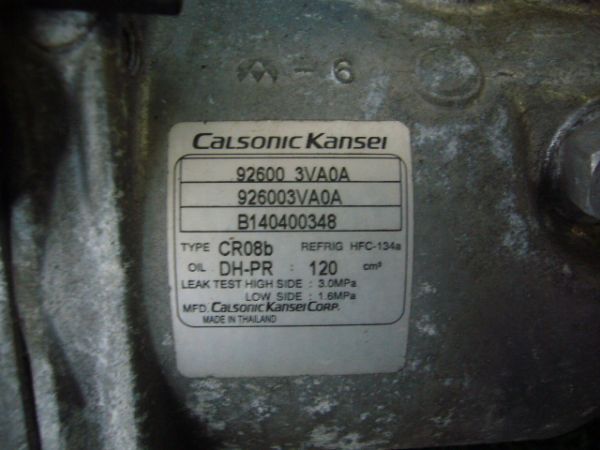 - 6
CALSONIC KANSEI
92600 3VA0A
926003VA0A
B140400348
TYPE CR08b REFRIG HFC-134a
OIL DH-PR : 120 cm³
LEAK TEST HIGH SIDE : 3.0MPa
LOW SIDE : 1.6MPa
MFD. CALSONIC KANSEI CORP.
MADE IN THAILAND